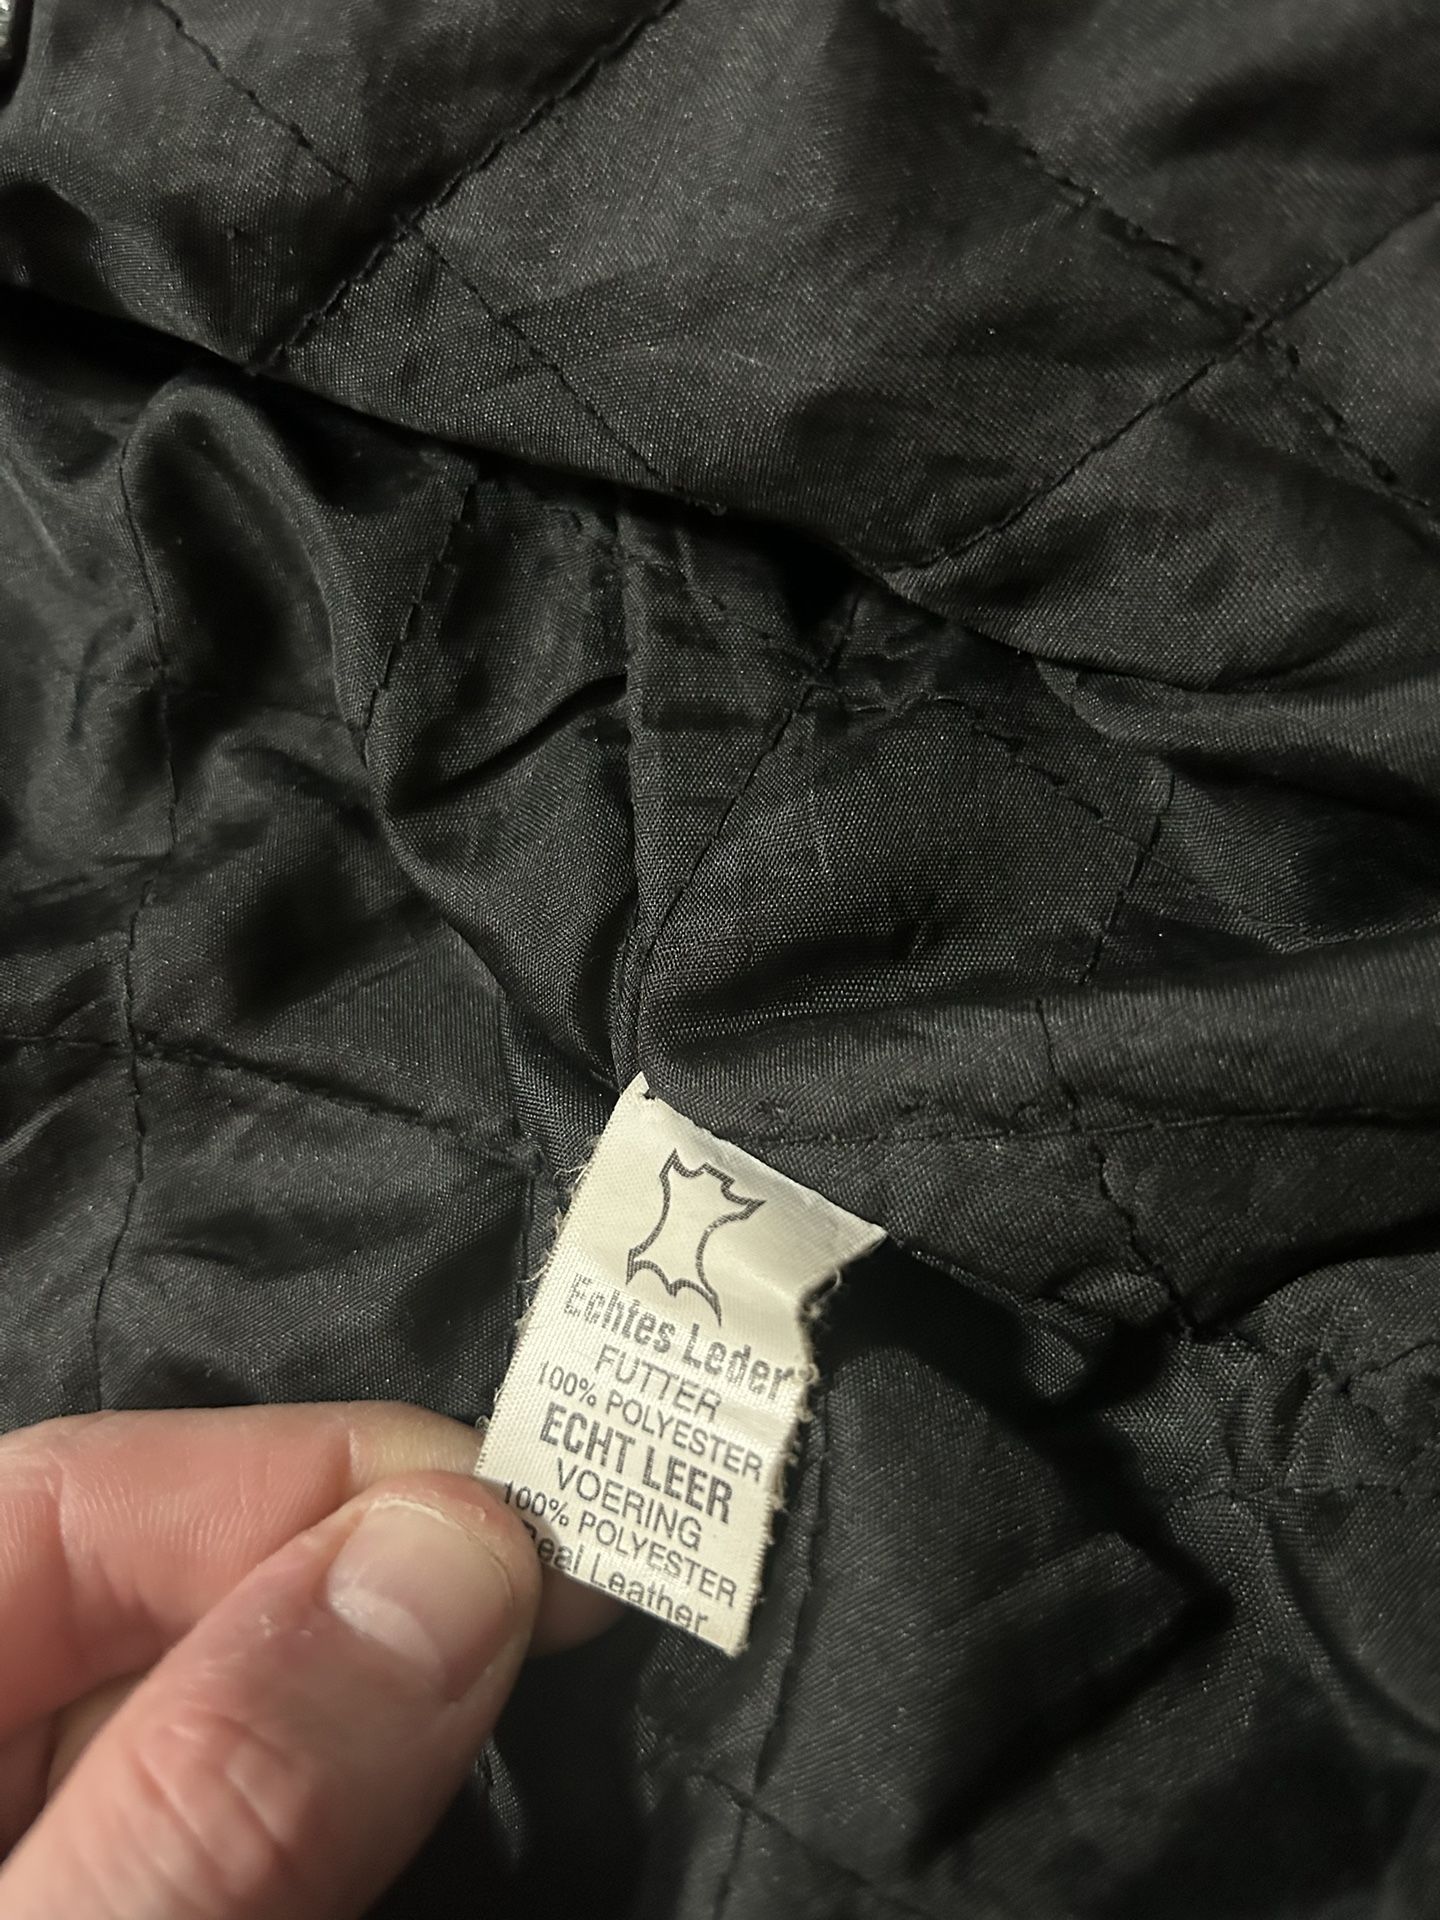 Echtes Leder
FUTTER
100% POLYESTER
ECHT LEER
VOERING
100% POLYESTER
Real Leather